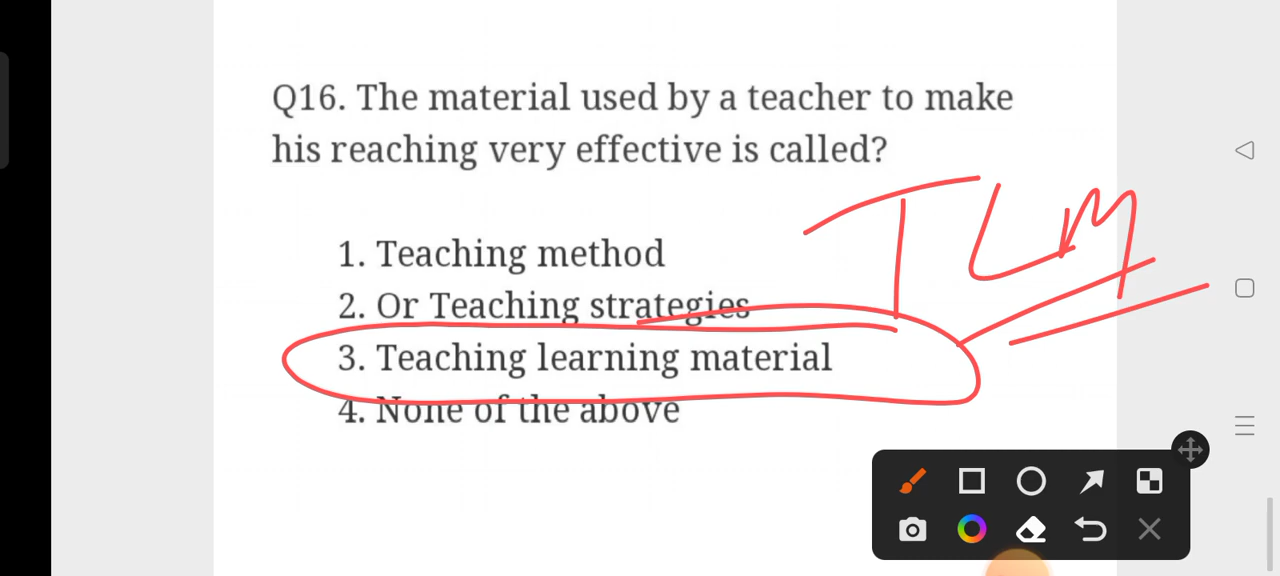 Q16. The material used by a teacher to make
his reaching very effective is called?
TLM
1. Teaching method
2. Or Teaching strategies
3. Teaching learning material
4. None of the above